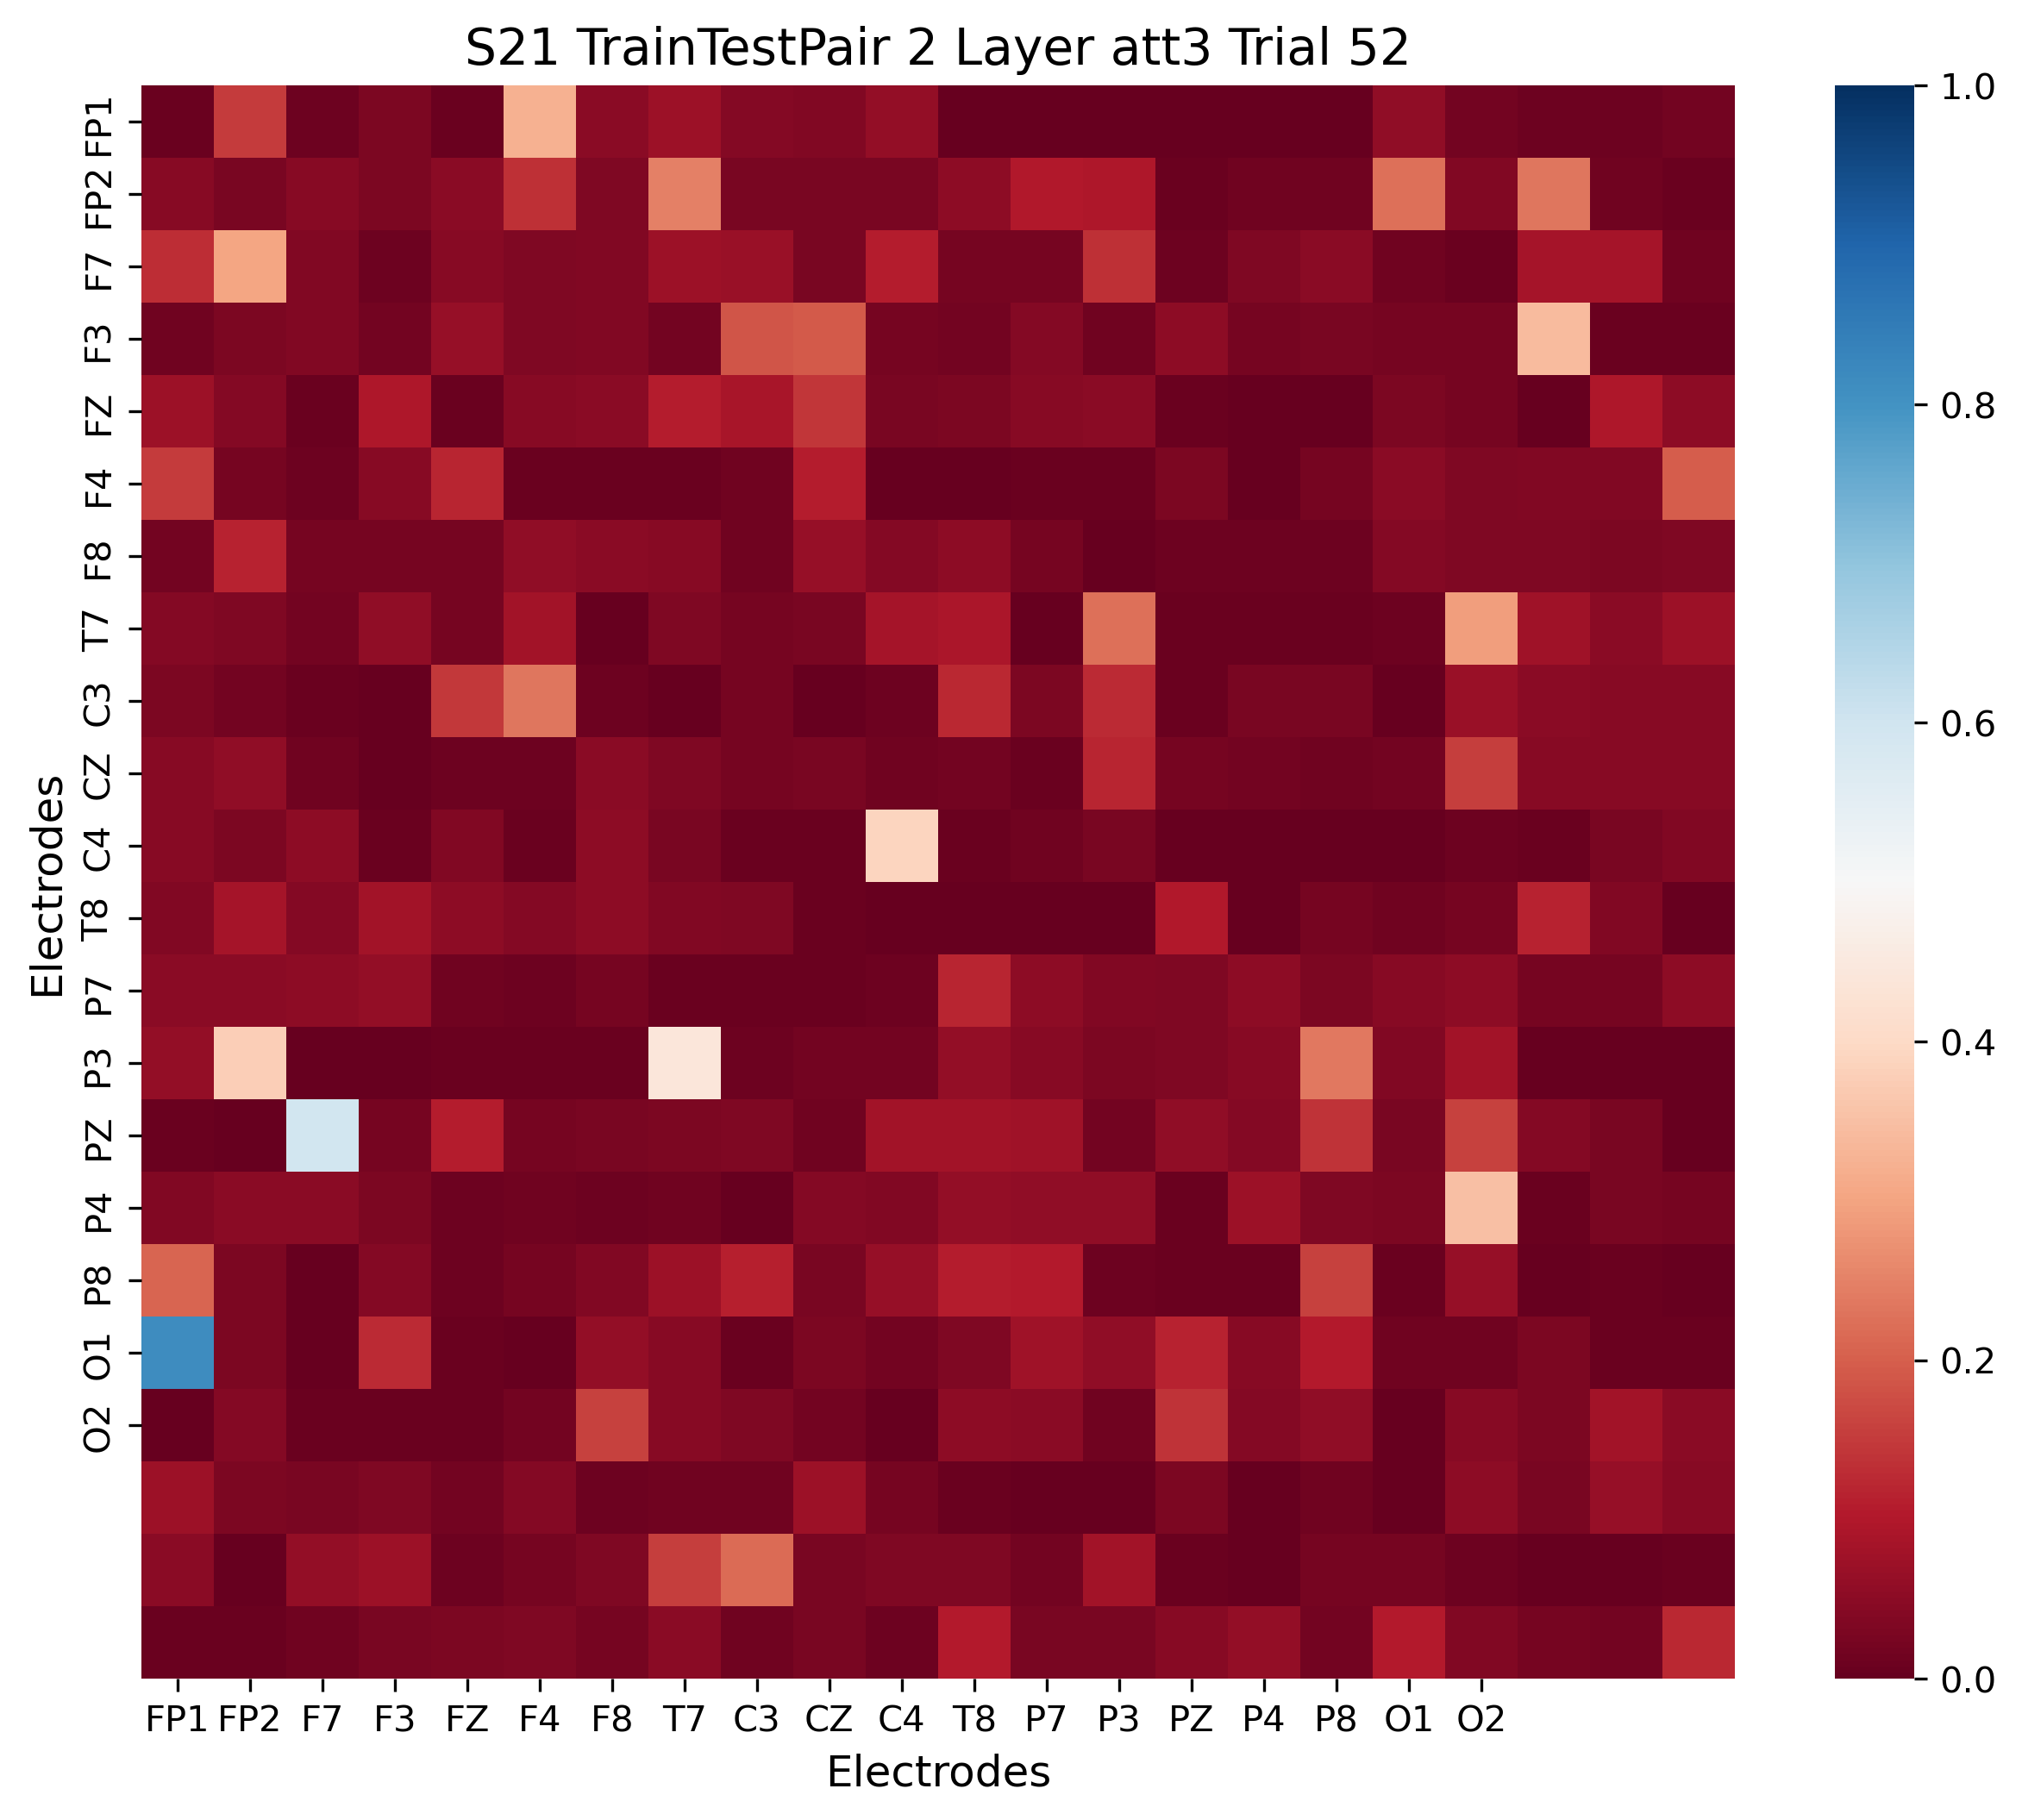 S21 TrainTestPair 2 Layer att3 Trial 52
Electrodes
FP1
FP2
F7
F3
FZ
F4
F8
T7
C3
CZ
C4
T8
P7
P3
PZ
P4
P8
O1
O2
FP1 FP2 F7 F3 FZ F4 F8 T7 C3 CZ C4 T8 P7 P3 PZ P4 P8 O1 O2
Electrodes
1.0
0.8
0.6
0.4
0.2
0.0